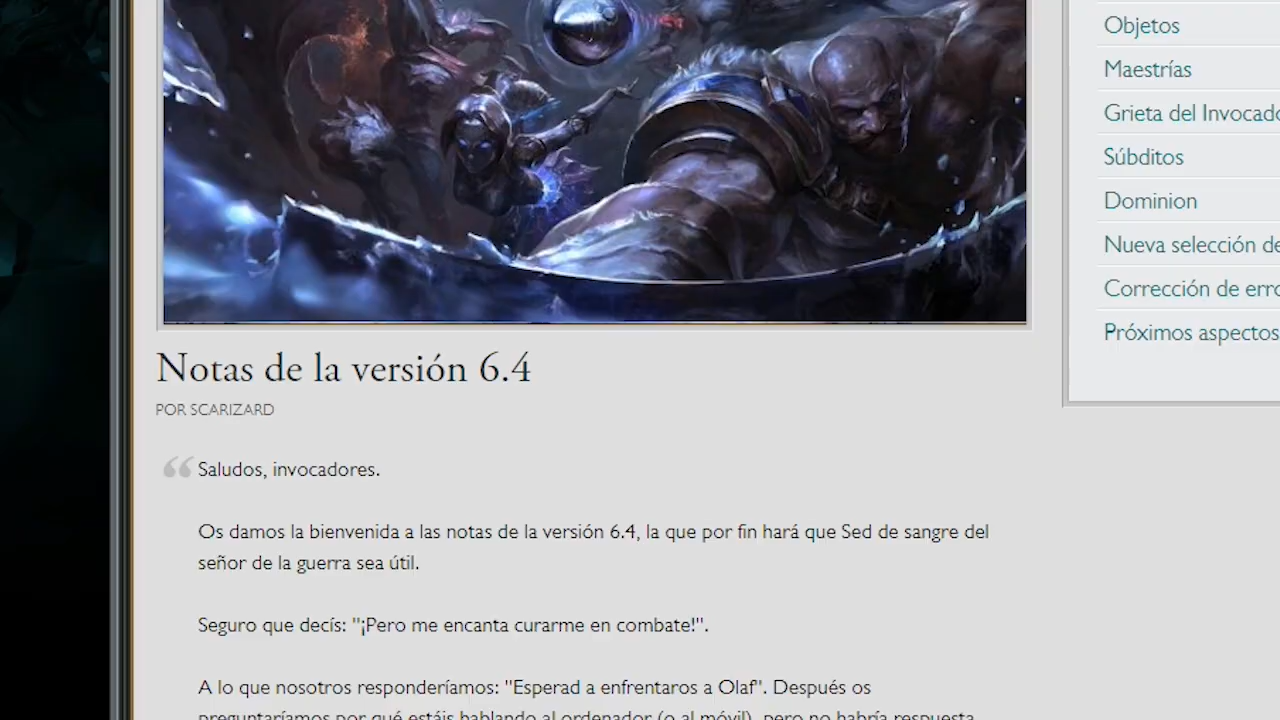 Objetos
Maestrías
Grieta del Invocado
Súbditos
Dominion
Nueva selección de
Corrección de erro
Próximos aspectos
Notas de la versión 6.4
POR SCARIZARD
Saludos, invocadores.
Os damos la bienvenida a las notas de la versión 6.4, la que por fin hará que Sed de sangre del
señor de la guerra sea útil.
Seguro que decís: "¡Pero me encanta curarme en combate!".
A lo que nosotros responderíamos: "Esperad a enfrentaros a Olaf". Después os
preguntaríamos por qué estáis hablando al ordenador (o al móvil), pero no habría respuesta